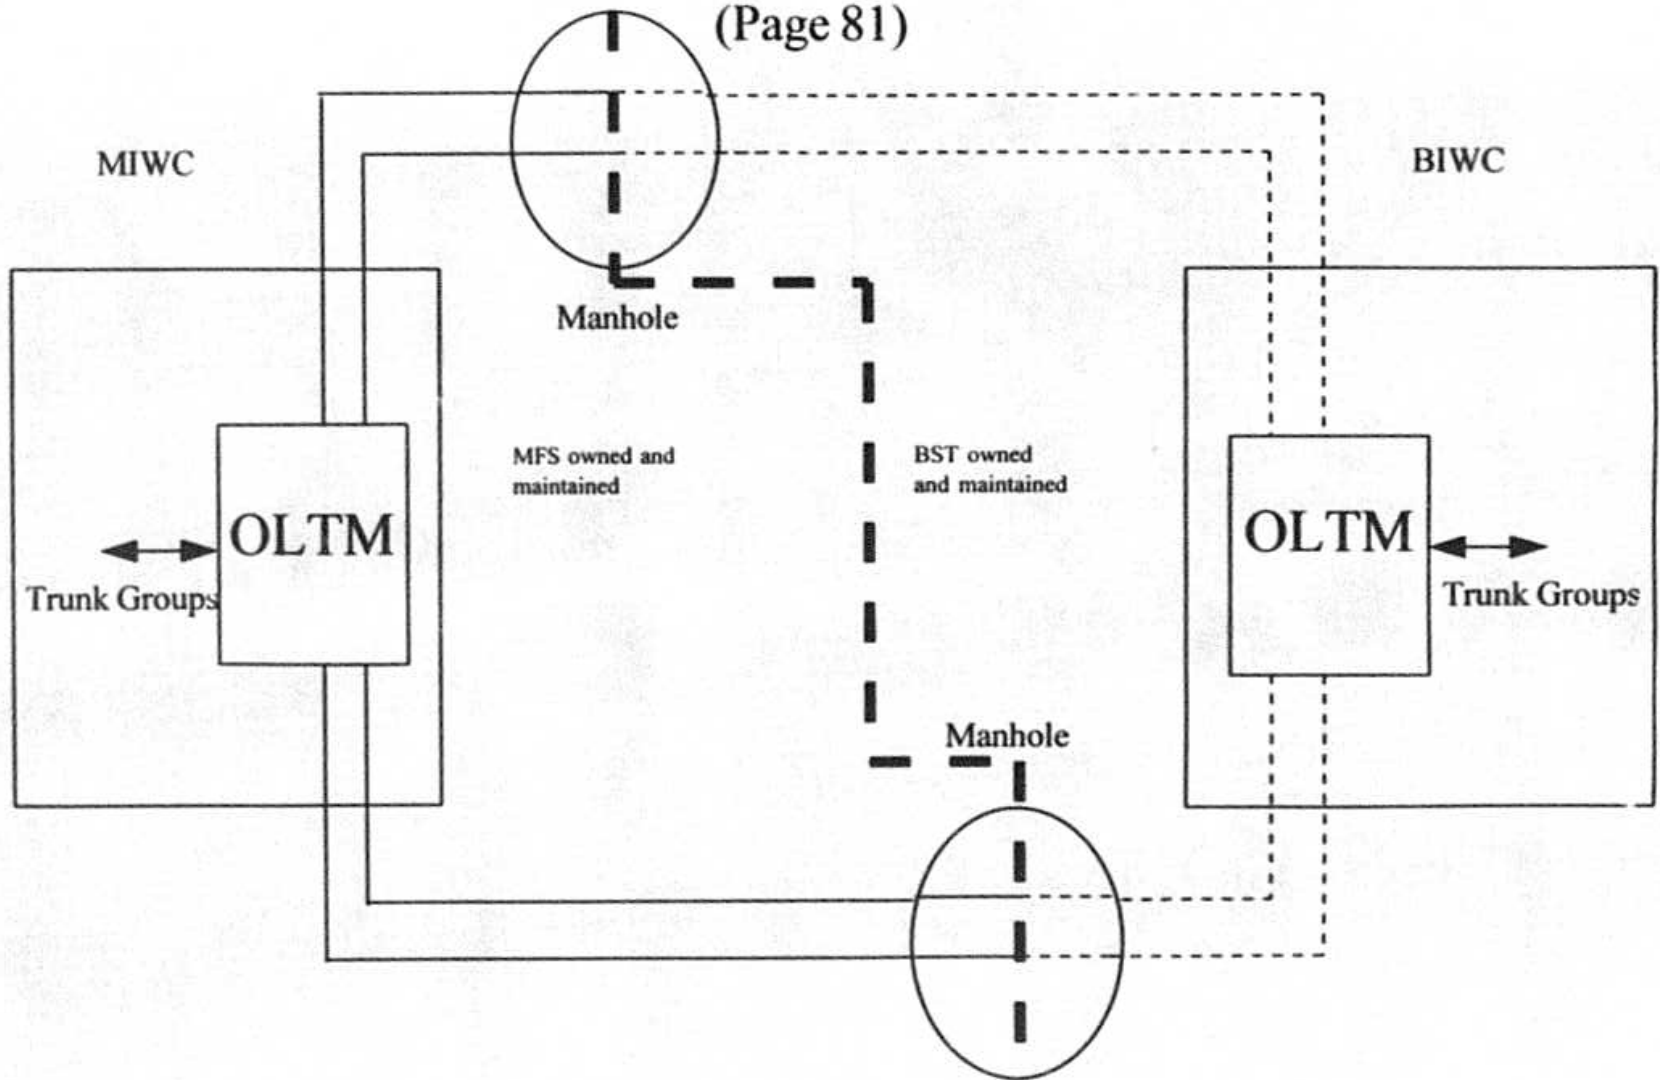 (Page 81)
MIWC
BIWC
Manhole
MFS owned and
maintained
BST owned
and maintained
OLTM
OLTM
Trunk Groups
Trunk Groups
Manhole